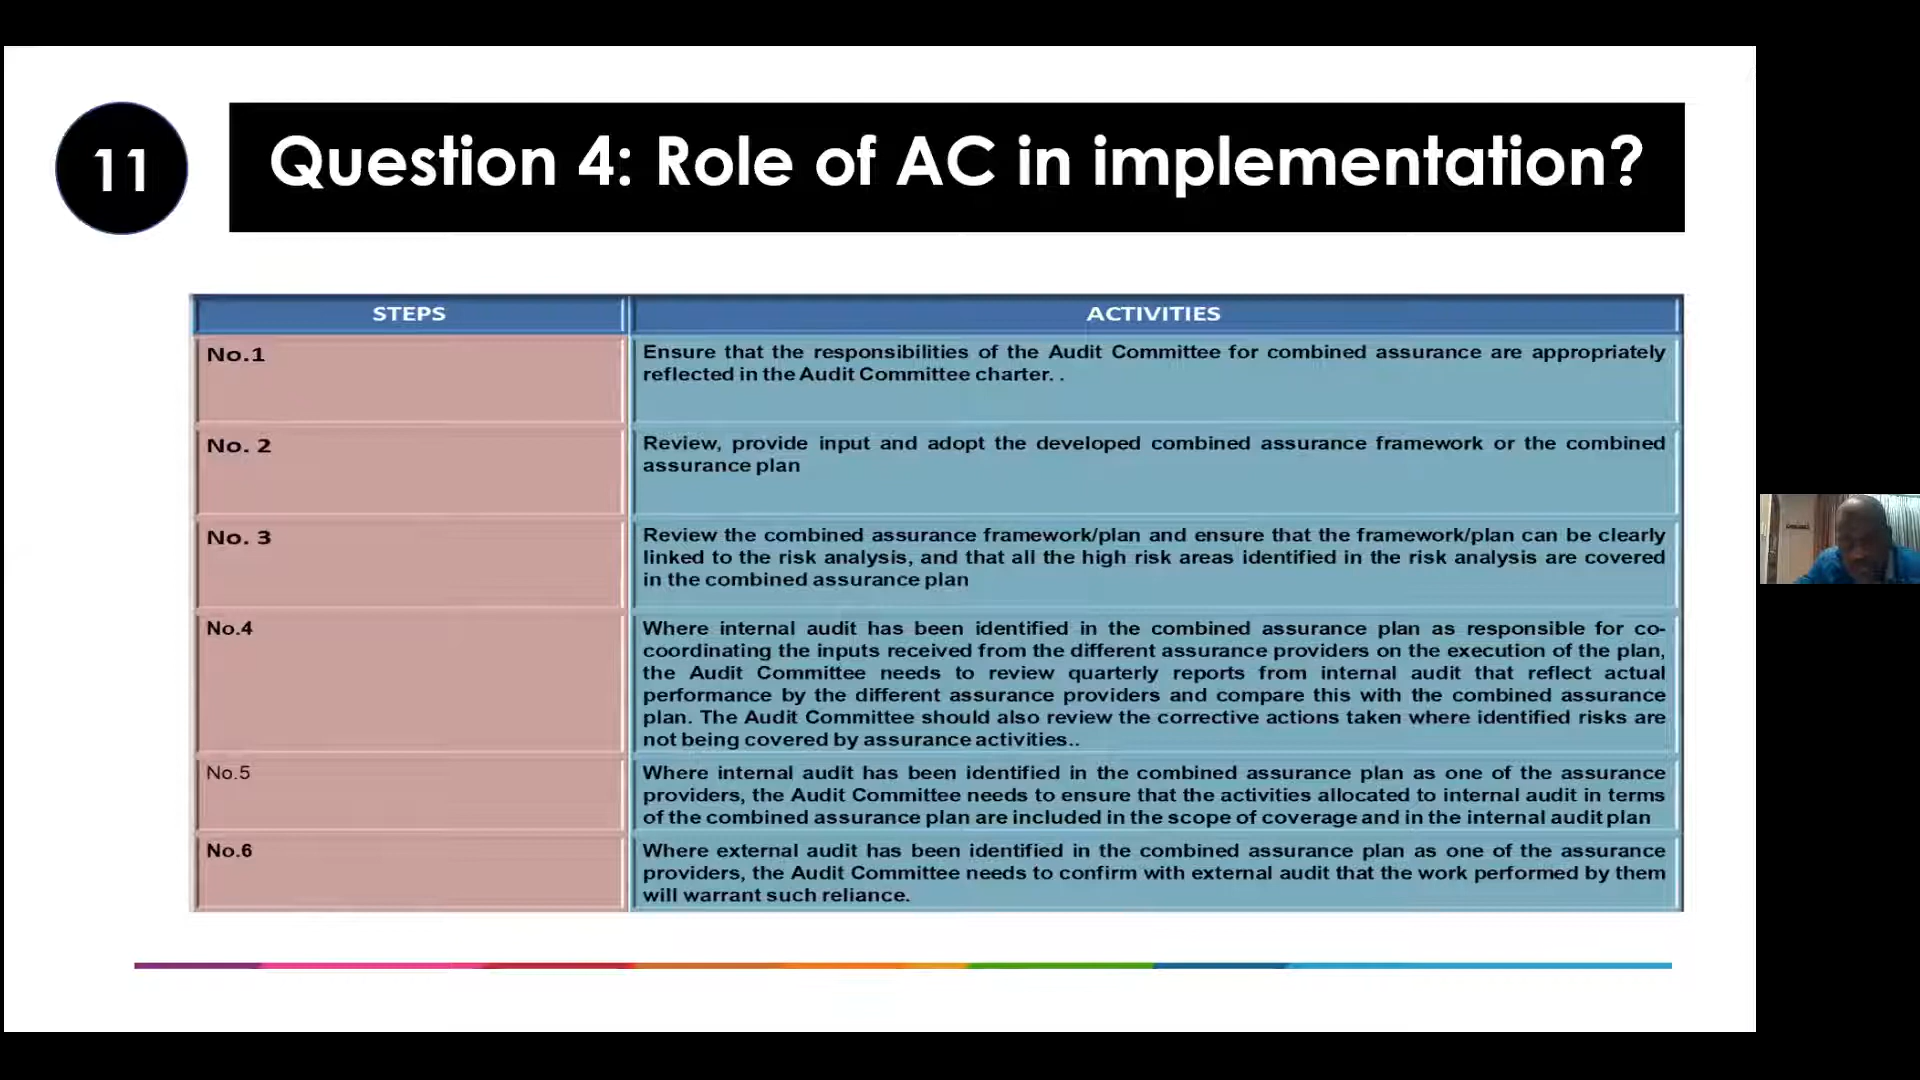 11
Question 4: Role of AC in implementation?
STEPS
ACTIVITIES
No.1
Ensure that the responsibilities of the Audit Committee for combined assurance are appropriately
reflected in the Audit Committee charter. .
No. 2
Review, provide input and adopt the developed combined assurance framework or the combined
assurance plan
No. 3
Review the combined assurance framework/plan and ensure that the framework/plan can be clearly
linked to the risk analysis, and that all the high risk areas identified in the risk analysis are covered
in the combined assurance plan
No.4
Where internal audit has been identified in the combined assurance plan as responsible for co-
coordinating the inputs received from the different assurance providers on the execution of the plan,
the Audit Committee needs to review quarterly reports from internal audit that reflect actual
performance by the different assurance providers and compare this with the combined assurance
plan. The Audit Committee should also review the corrective actions taken where identified risks are
not being covered by assurance activities..
No.5
Where internal audit has been identified in the combined assurance plan as one of the assurance
providers, the Audit Committee needs to ensure that the activities allocated to internal audit in terms
of the combined assurance plan are included in the scope of coverage and in the internal audit plan
No.6
Where external audit has been identified in the combined assurance plan as one of the assurance
providers, the Audit Committee needs to confirm with external audit that the work performed by them
will warrant such reliance.